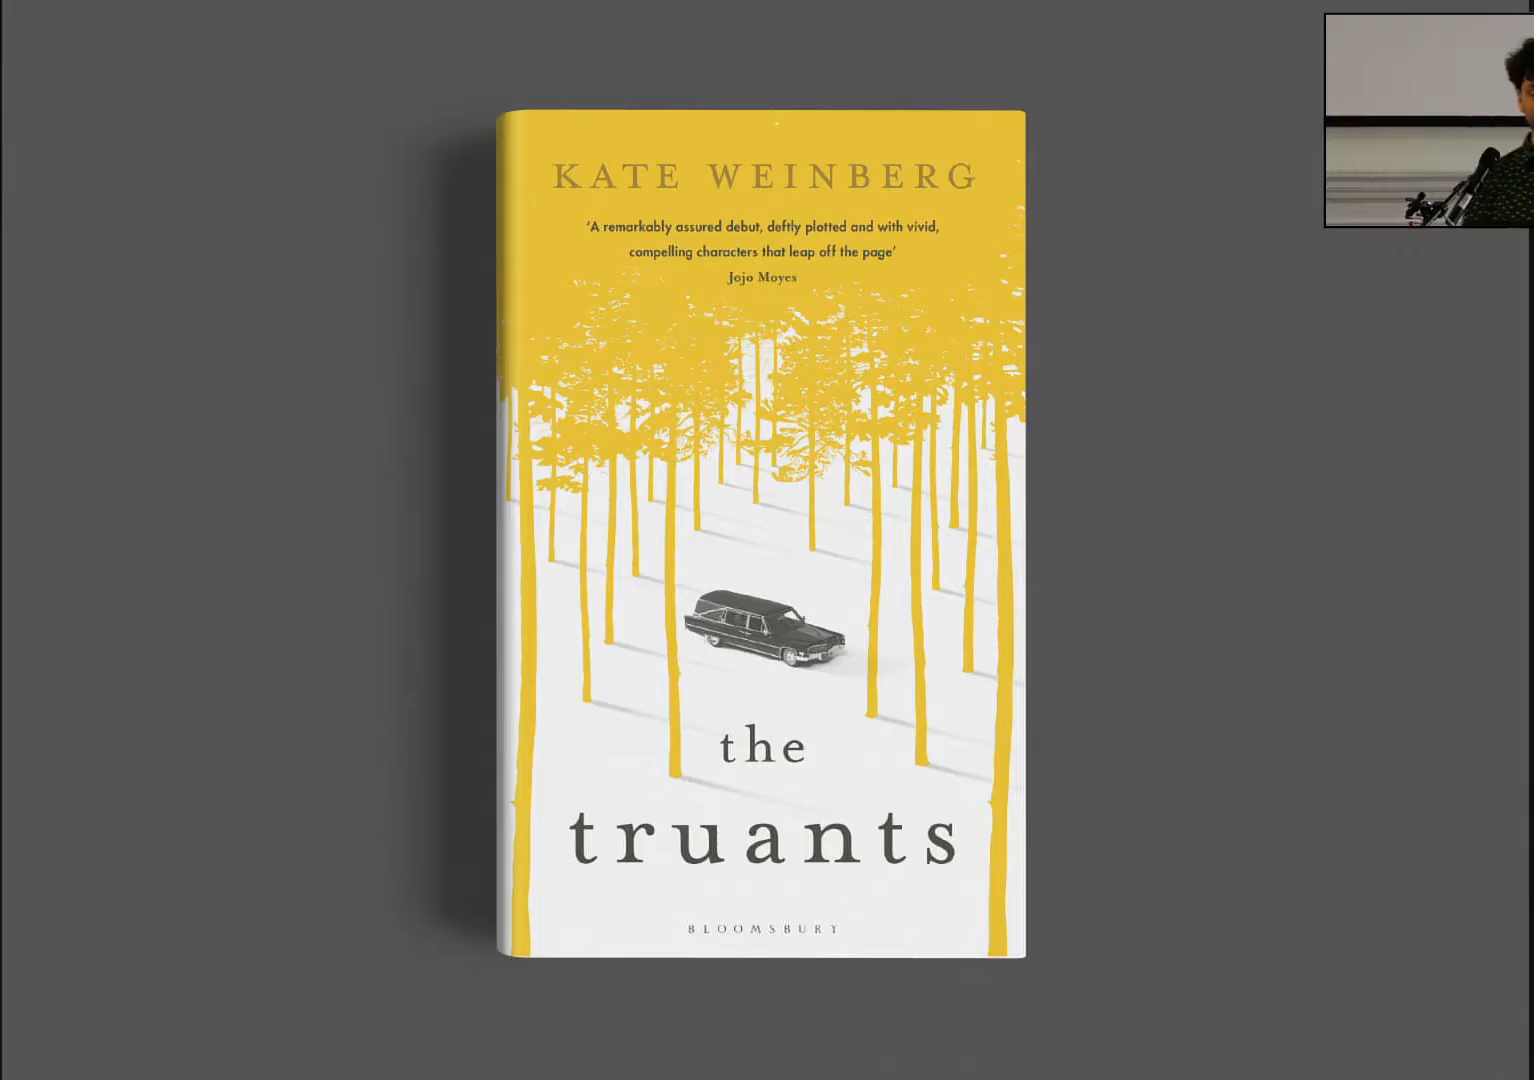 KATE WEINBERG
‘A remarkably assured debut, deftly plotted and with vivid,
compelling characters that leap off the page’
Jojo Moyes
the
truants
BLOOMSBURY